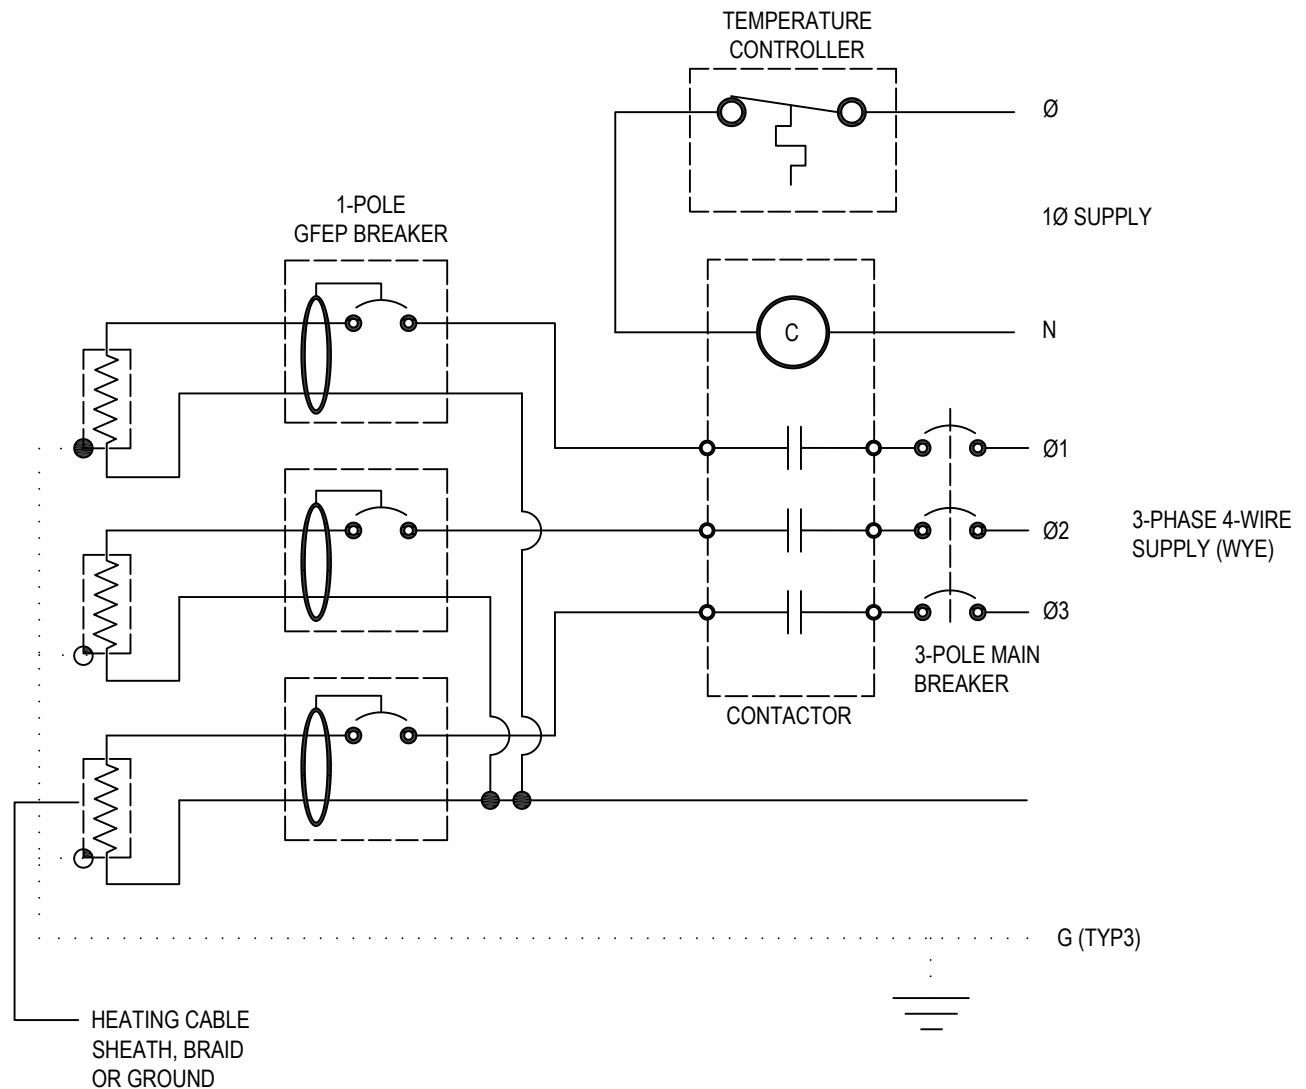 TEMPERATURE
CONTROLLER
Ø
1Ø SUPPLY
1-POLE
GFEP BREAKER
C
N
Ø1
Ø2
3-PHASE 4-WIRE
SUPPLY (WYE)
Ø3
3-POLE MAIN
BREAKER
CONTACTOR
G (TYP3)
HEATING CABLE
SHEATH, BRAID
OR GROUND